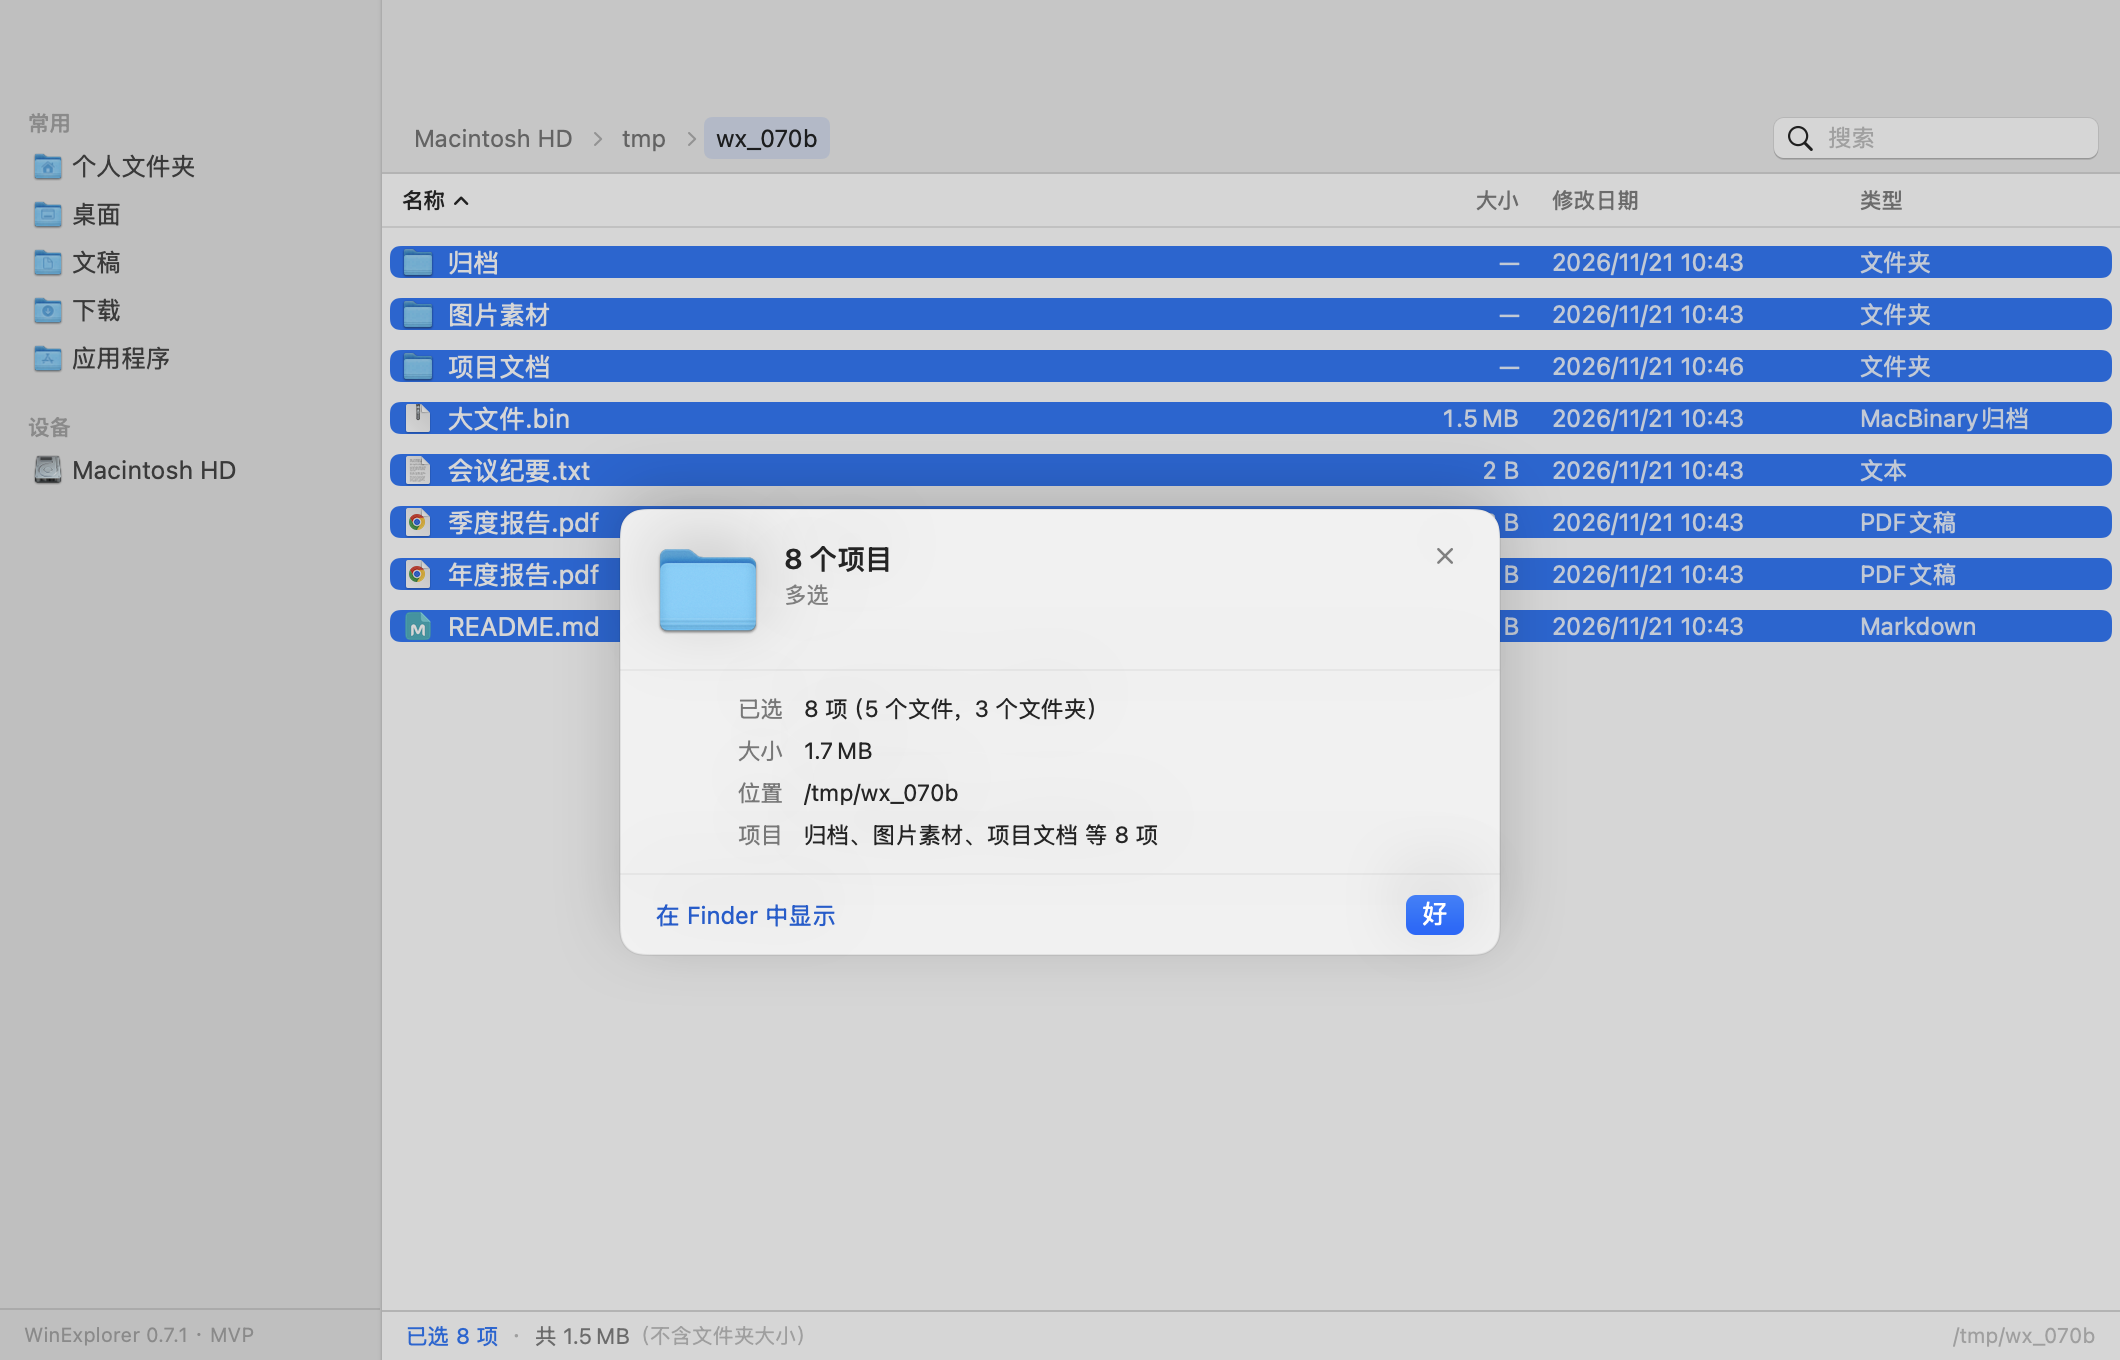 常用
个人文件夹
桌面
文稿
下载
应用程序
设备
Macintosh HD
WinExplorer 0.7.1 · MVP
Macintosh HD › tmp › wx_070b
搜索
名称 大小 修改日期 类型
归档 — 2026/11/21 10:43 文件夹
图片素材 — 2026/11/21 10:43 文件夹
项目文档 — 2026/11/21 10:46 文件夹
大文件.bin 1.5 MB 2026/11/21 10:43 MacBinary归档
会议纪要.txt 2 B 2026/11/21 10:43 文本
季度报告.pdf B 2026/11/21 10:43 PDF文稿
年度报告.pdf B 2026/11/21 10:43 PDF文稿
README.md B 2026/11/21 10:43 Markdown
8 个项目
多选
已选 8 项 (5 个文件，3 个文件夹)
大小 1.7 MB
位置 /tmp/wx_070b
项目 归档、图片素材、项目文档 等 8 项
在 Finder 中显示
好
已选 8 项 · 共 1.5 MB (不含文件夹大小)
/tmp/wx_070b